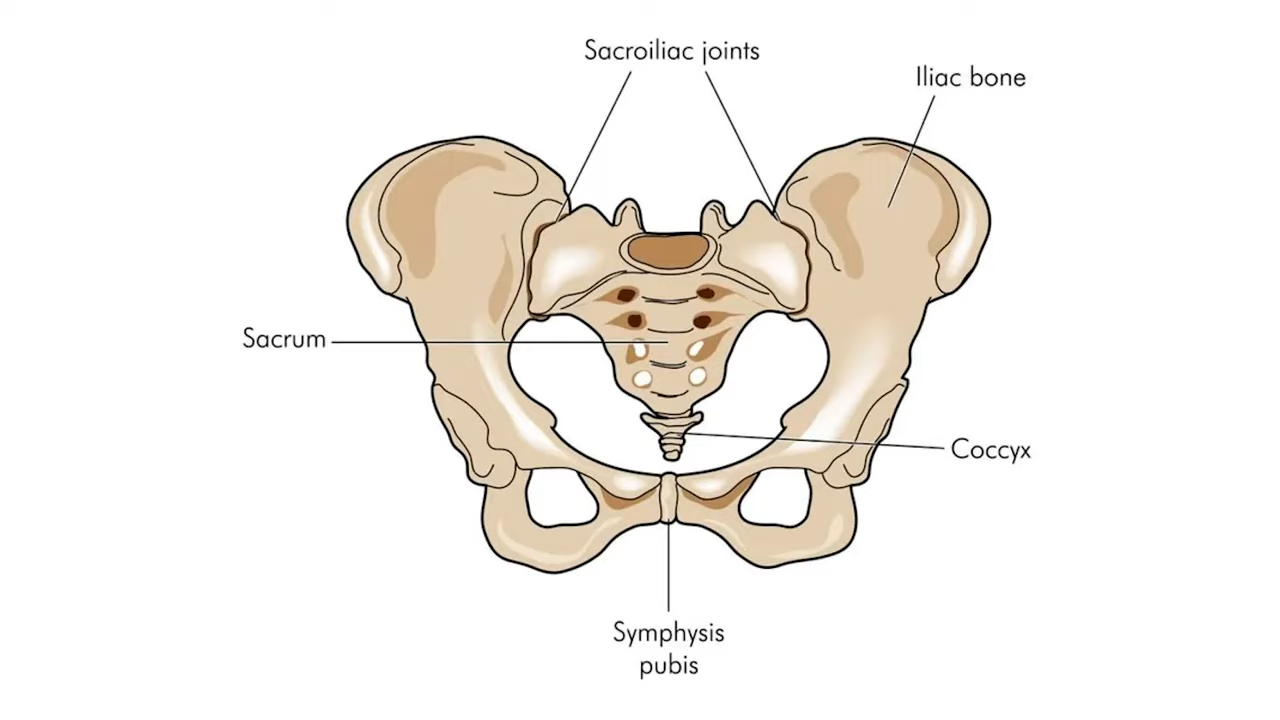 Sacroiliac joints
Iliac bone
Sacrum
Coccyx
Symphysis
pubis